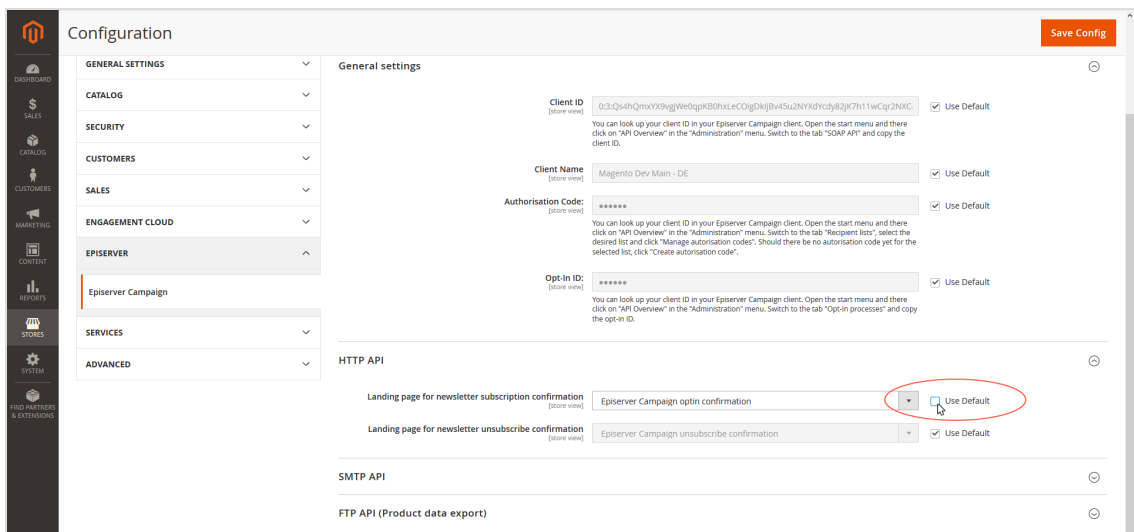 Configuration
Save Config
DASHBOARD
SALES
CATALOG
CUSTOMERS
MARKETING
CONTENT
REPORTS
STORES
SYSTEM
FIND PARTNERS
& EXTENSIONS
GENERAL SETTINGS
CATALOG
SECURITY
CUSTOMERS
SALES
ENGAGEMENT CLOUD
EPISERVER
Episerver Campaign
SERVICES
ADVANCED
General settings
Client ID
[store view]
Use Default
You can look up your client ID in your Episerver Campaign client. Open the start menu and there
click on "API Overview" in the "Administration" menu. Switch to the tab "SOAP API" and copy the
client ID.
Client Name
[store view]
Magento Dev Main - DE
Use Default
Authorisation Code:
[store view]
••••••
Use Default
You can look up your client ID in your Episerver Campaign client. Open the start menu and there
click on "API Overview" in the "Administration" menu. Switch to the tab "Recipient lists", select the
desired list and click "Manage autorisation codes". Should there be no autorisation code yet for the
selected list, click "Create autorisation code".
Opt-In ID:
[store view]
••••••
Use Default
You can look up your client ID in your Episerver Campaign client. Open the start menu and there
click on "API Overview" in the "Administration" menu. Switch to the tab "Opt-In processes" and copy
the opt-in ID.
HTTP API
Landing page for newsletter subscription confirmation
[store view]
Episerver Campaign optin confirmation
Use Default
Landing page for newsletter unsubscribe confirmation
[store view]
Episerver Campaign unsubscribe confirmation
Use Default
SMTP API
FTP API (Product data export)